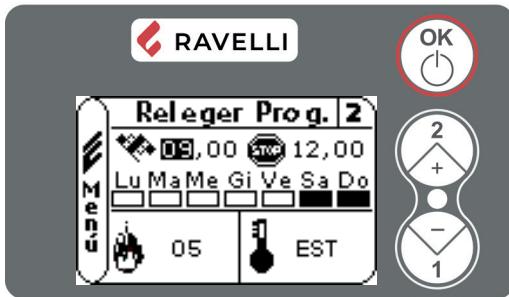 RAVELLI
OK
Releger Prog. 2
09,00 STOP 12,00
Lu Ma Me Gi Ve Sa Do
Menú
05 EST
2
+
−
1